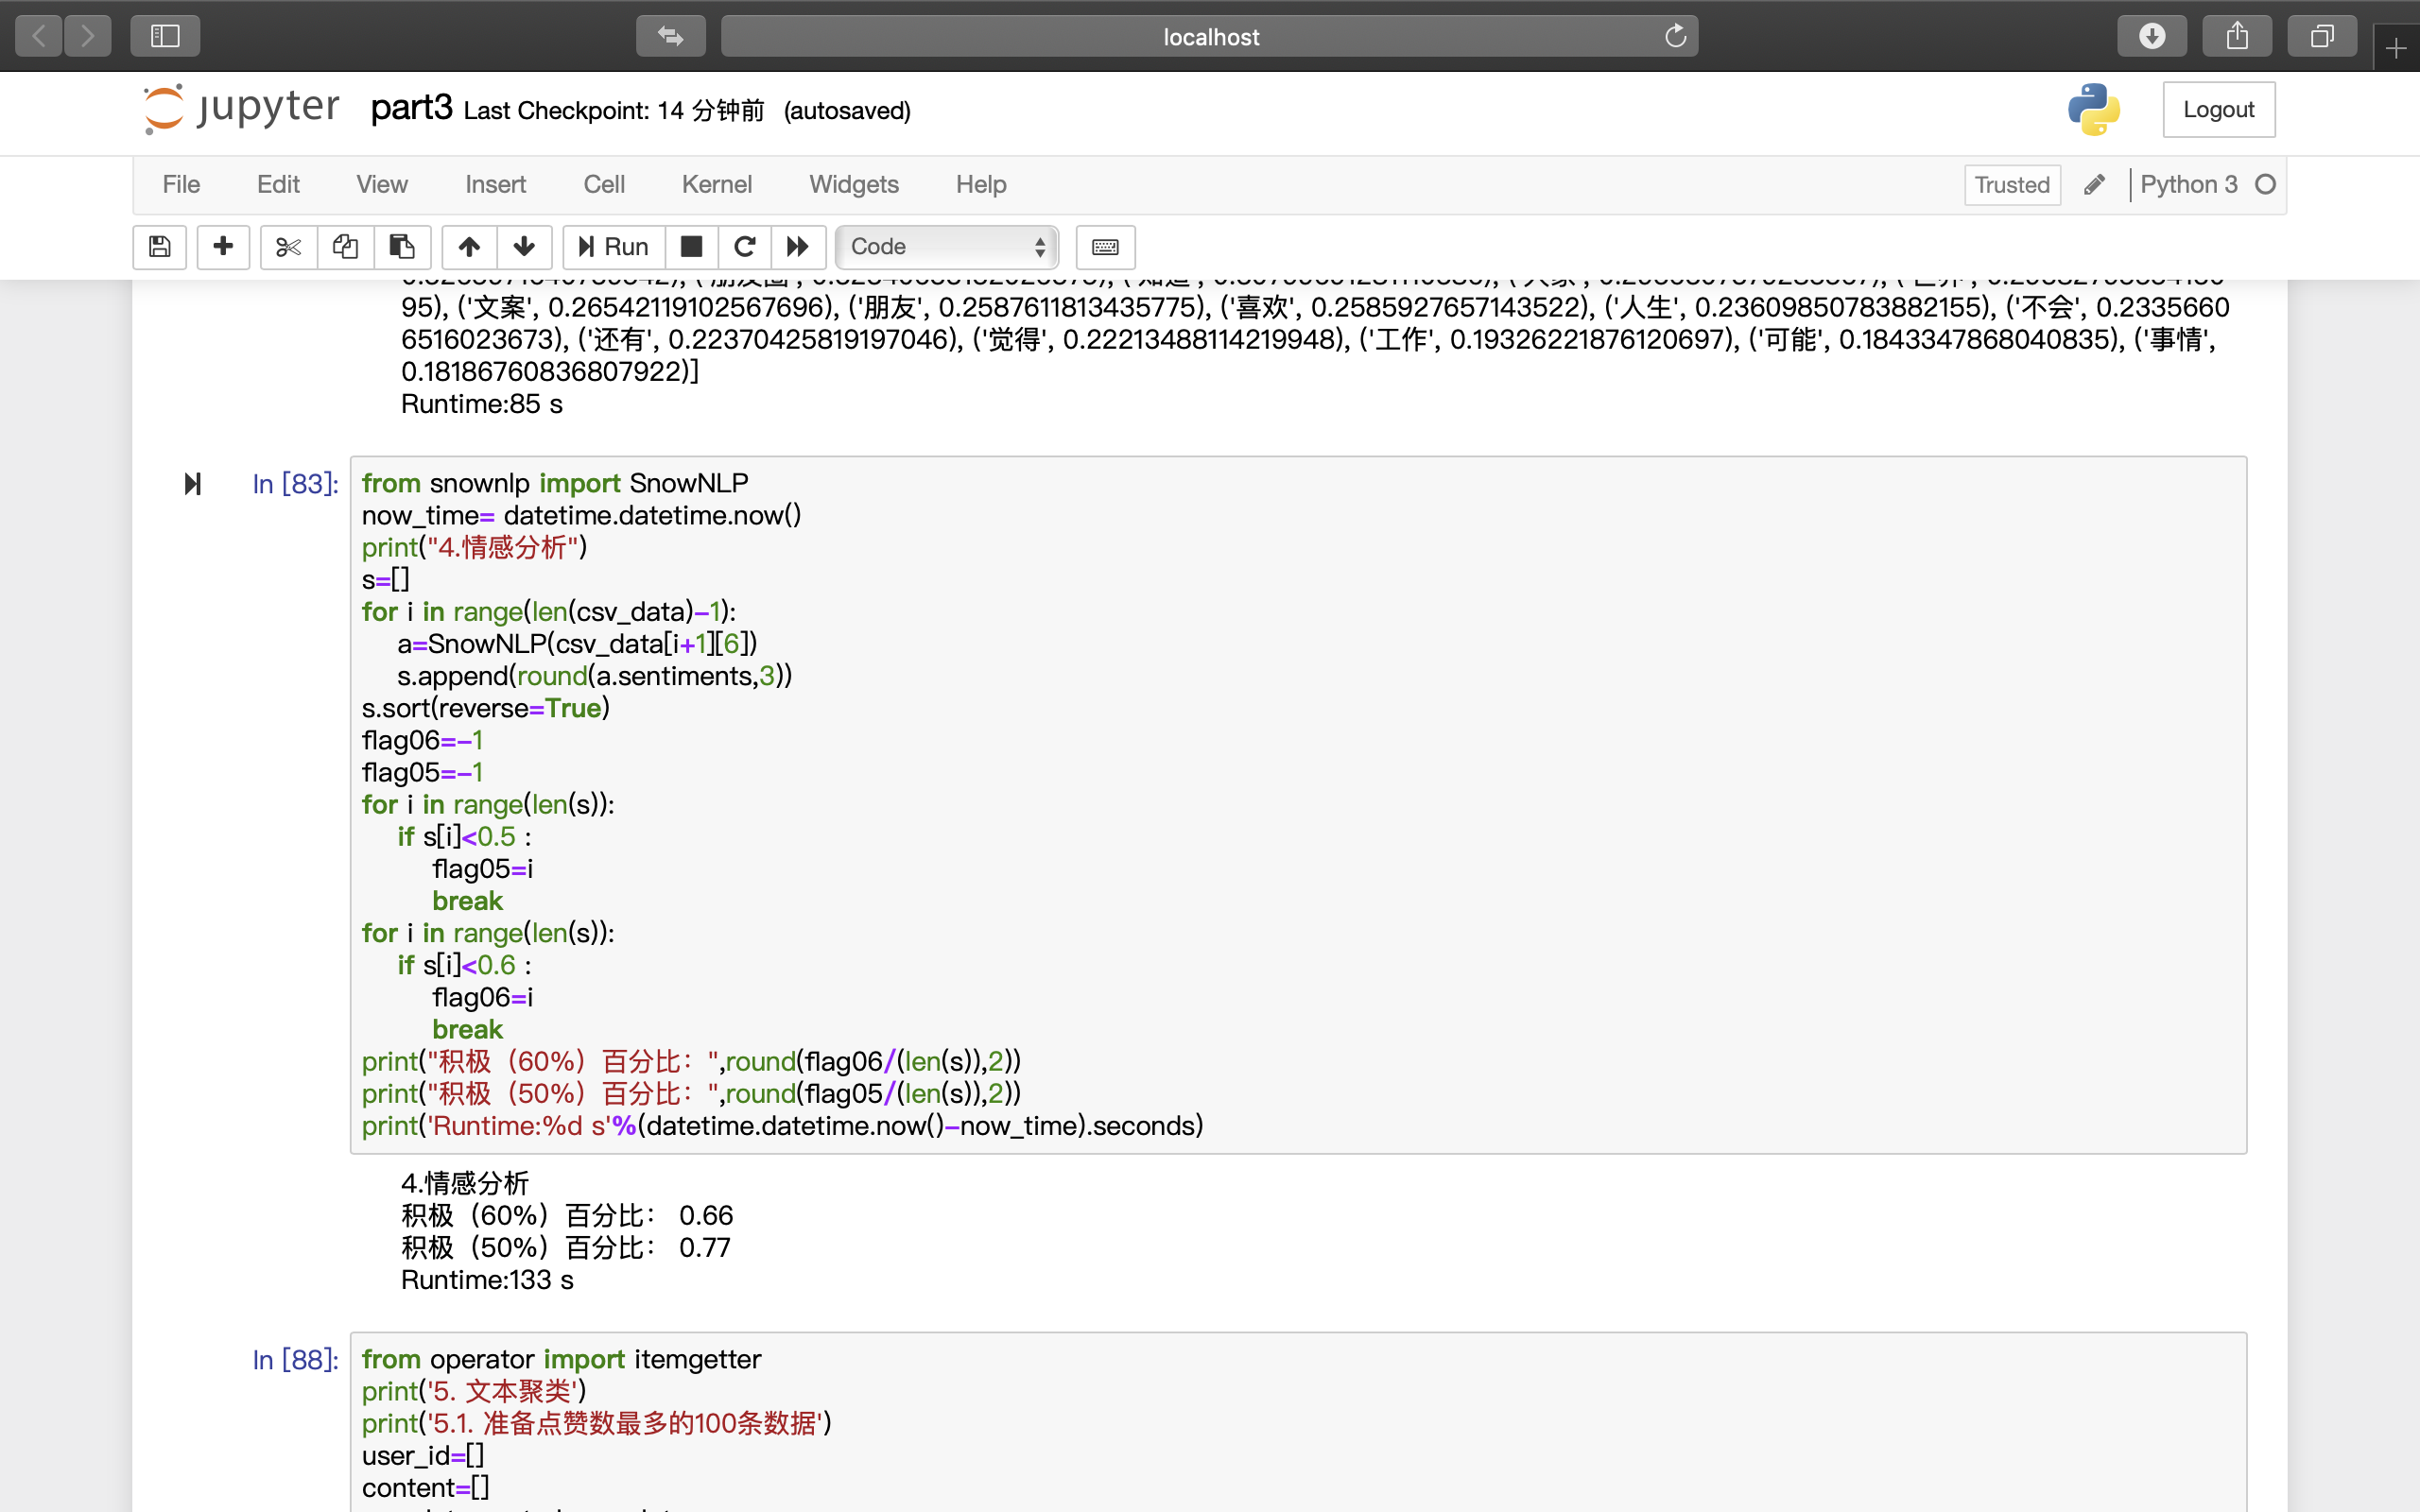 localhost
jupyter part3 Last Checkpoint: 14 分钟前 (autosaved)
Logout
File Edit View Insert Cell Kernel Widgets Help
Trusted Python 3
Run Code
95), ('文案', 0.26542119102567696), ('朋友', 0.2587611813435775), ('喜欢', 0.2585927657143522), ('人生', 0.23609850783882155), ('不会', 0.2335660
6516023673), ('还有', 0.22370425819197046), ('觉得', 0.22213488114219948), ('工作', 0.19326221876120697), ('可能', 0.1843347868040835), ('事情',
0.18186760836807922)]
Runtime:85 s
In [83]:
from snownlp import SnowNLP
now_time= datetime.datetime.now()
print("4.情感分析")
s=[]
for i in range(len(csv_data)-1):
a=SnowNLP(csv_data[i+1][6])
s.append(round(a.sentiments,3))
s.sort(reverse=True)
flag06=-1
flag05=-1
for i in range(len(s)):
if s[i]<0.5 :
flag05=i
break
for i in range(len(s)):
if s[i]<0.6 :
flag06=i
break
print("积极（60%）百分比：",round(flag06/(len(s)),2))
print("积极（50%）百分比：",round(flag05/(len(s)),2))
print('Runtime:%d s'%(datetime.datetime.now()-now_time).seconds)
4.情感分析
积极（60%）百分比： 0.66
积极（50%）百分比： 0.77
Runtime:133 s
In [88]:
from operator import itemgetter
print('5. 文本聚类')
print('5.1. 准备点赞数最多的100条数据')
user_id=[]
content=[]